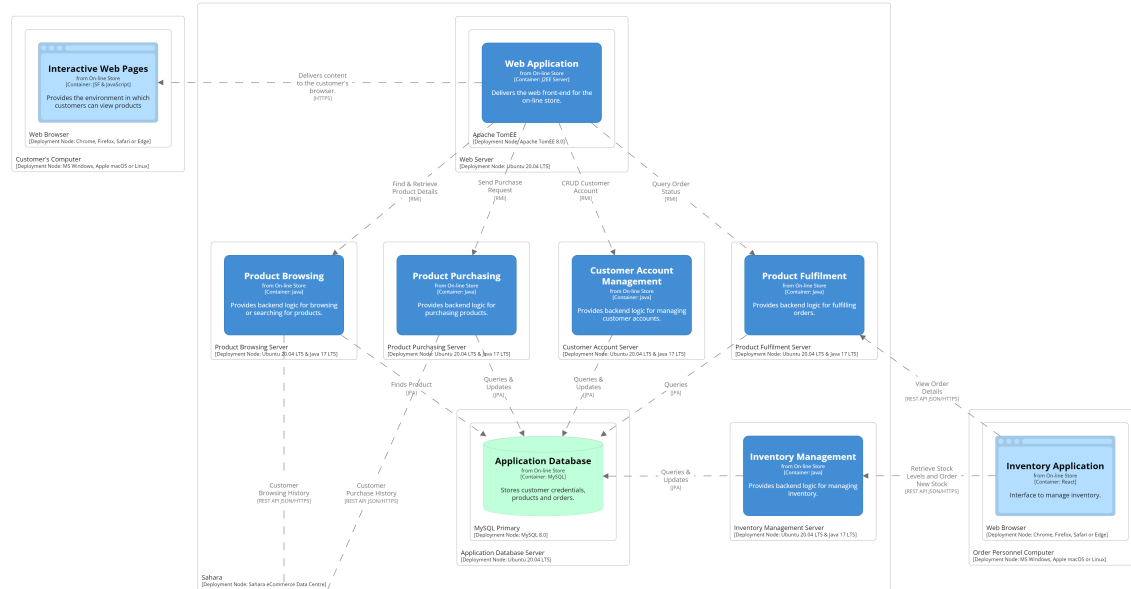 Interactive Web Pages
from On-line Store
[Container: JSF & JavaScript]
Provides the environment in which
customers can view products
Web Browser
[Deployment Node: Chrome, Firefox, Safari or Edge]
Customer's Computer
[Deployment Node: MS Windows, Apple macOS or Linux]
Delivers content
to the customer's
browser.
[HTTPS]
Web Application
from On-line Store
[Container: J2EE Server]
Delivers the web front-end for the
on-line store.
Apache TomEE
[Deployment Node: Apache TomEE 8.0]
Web Server
[Deployment Node: Ubuntu 20.04 LTS]
Find & Retrieve
Product Details
[RMI]
Send Purchase
Request
[RMI]
CRUD Customer
Account
[RMI]
Query Order
Status
[RMI]
Product Browsing
from On-line Store
[Container: Java]
Provides backend logic for browsing
or searching for products.
Product Browsing Server
[Deployment Node: Ubuntu 20.04 LTS & Java 17 LTS]
Product Purchasing
from On-line Store
[Container: Java]
Provides backend logic for
purchasing products.
Product Purchasing Server
[Deployment Node: Ubuntu 20.04 LTS & Java 17 LTS]
Customer Account
Management
from On-line Store
[Container: Java]
Provides backend logic for managing
customer accounts.
Customer Account Server
[Deployment Node: Ubuntu 20.04 LTS & Java 17 LTS]
Product Fulfilment
from On-line Store
[Container: Java]
Provides backend logic for fulfilling
orders.
Product Fulfilment Server
[Deployment Node: Ubuntu 20.04 LTS & Java 17 LTS]
Finds Product
[JPA]
Queries &
Updates
[JPA]
Queries &
Updates
[JPA]
Queries
[JPA]
View Order
Details
[REST API JSON/HTTPS]
Application Database
from On-line Store
[Container: MySQL]
Stores customer credentials,
products and orders.
MySQL Primary
[Deployment Node: MySQL 8.0]
Application Database Server
[Deployment Node: Ubuntu 20.04 LTS]
Queries &
Updates
[JPA]
Inventory Management
from On-line Store
[Container: Java]
Provides backend logic for managing
inventory.
Inventory Management Server
[Deployment Node: Ubuntu 20.04 LTS & Java 17 LTS]
Retrieve Stock
Levels and Order
New Stock
[REST API JSON/HTTPS]
Inventory Application
from On-line Store
[Container: React]
Interface to manage inventory.
Web Browser
[Deployment Node: Chrome, Firefox, Safari or Edge]
Order Personnel Computer
[Deployment Node: MS Windows, Apple macOS or Linux]
Customer
Browsing History
[REST API JSON/HTTPS]
Customer
Purchase History
[REST API JSON/HTTPS]
Sahara
[Deployment Node: Sahara eCommerce Data Centre]